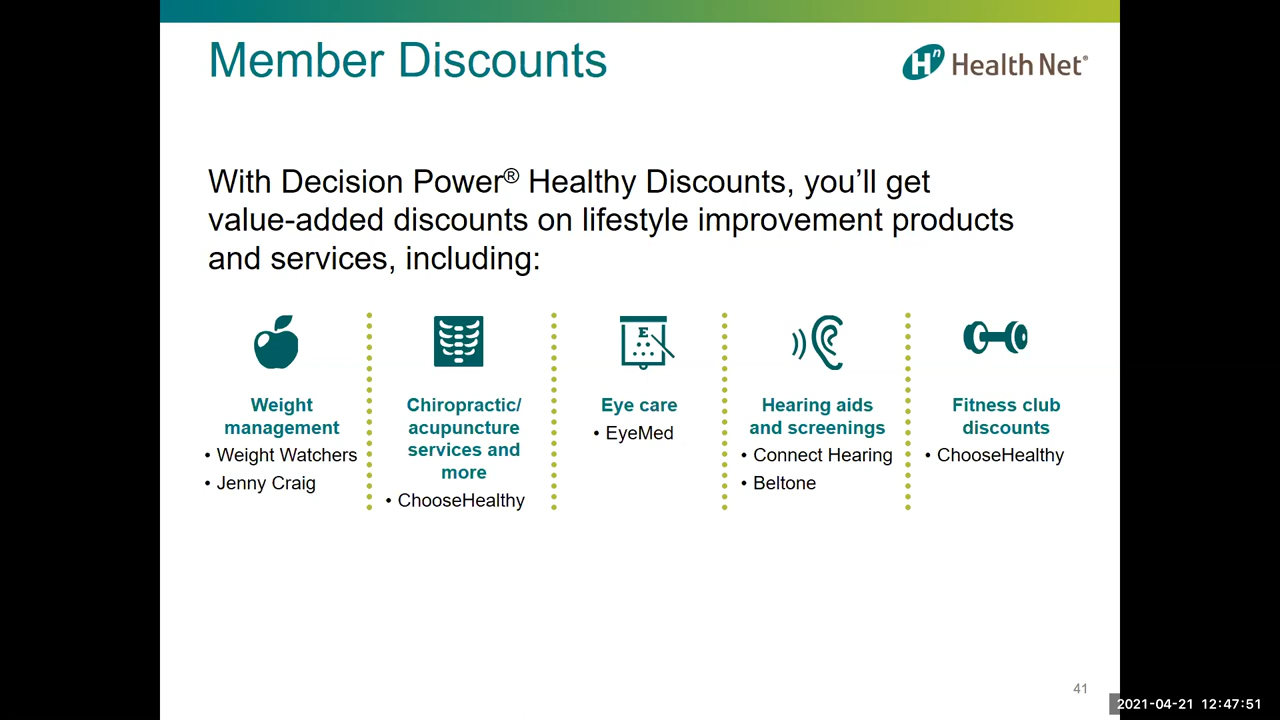 Member Discounts
Hn Health Net®
With Decision Power® Healthy Discounts, you’ll get
value-added discounts on lifestyle improvement products
and services, including:
E
Weight
management
• Weight Watchers
• Jenny Craig
Chiropractic/
acupuncture
services and
more
• ChooseHealthy
Eye care
• EyeMed
Hearing aids
and screenings
• Connect Hearing
• Beltone
Fitness club
discounts
• ChooseHealthy
41
2021-04-21 12:47:51